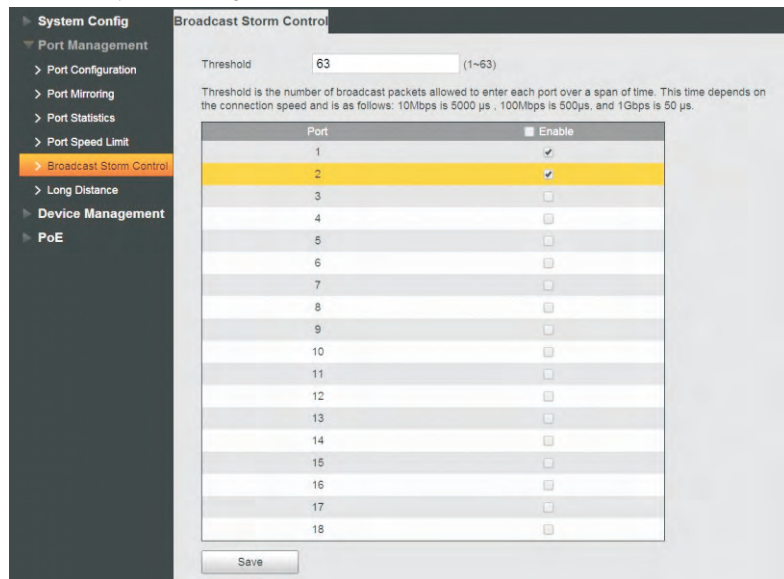 System Config
Port Management
> Port Configuration
> Port Mirroring
> Port Statistics
> Port Speed Limit
> Broadcast Storm Control
> Long Distance
Device Management
PoE
Broadcast Storm Control
Threshold 63 (1~63)
Threshold is the number of broadcast packets allowed to enter each port over a span of time. This time depends on
the connection speed and is as follows: 10Mbps is 5000 µs , 100Mbps is 500µs, and 1Gbps is 50 µs.
Port Enable
1
2
3
4
5
6
7
8
9
10
11
12
13
14
15
16
17
18
Save